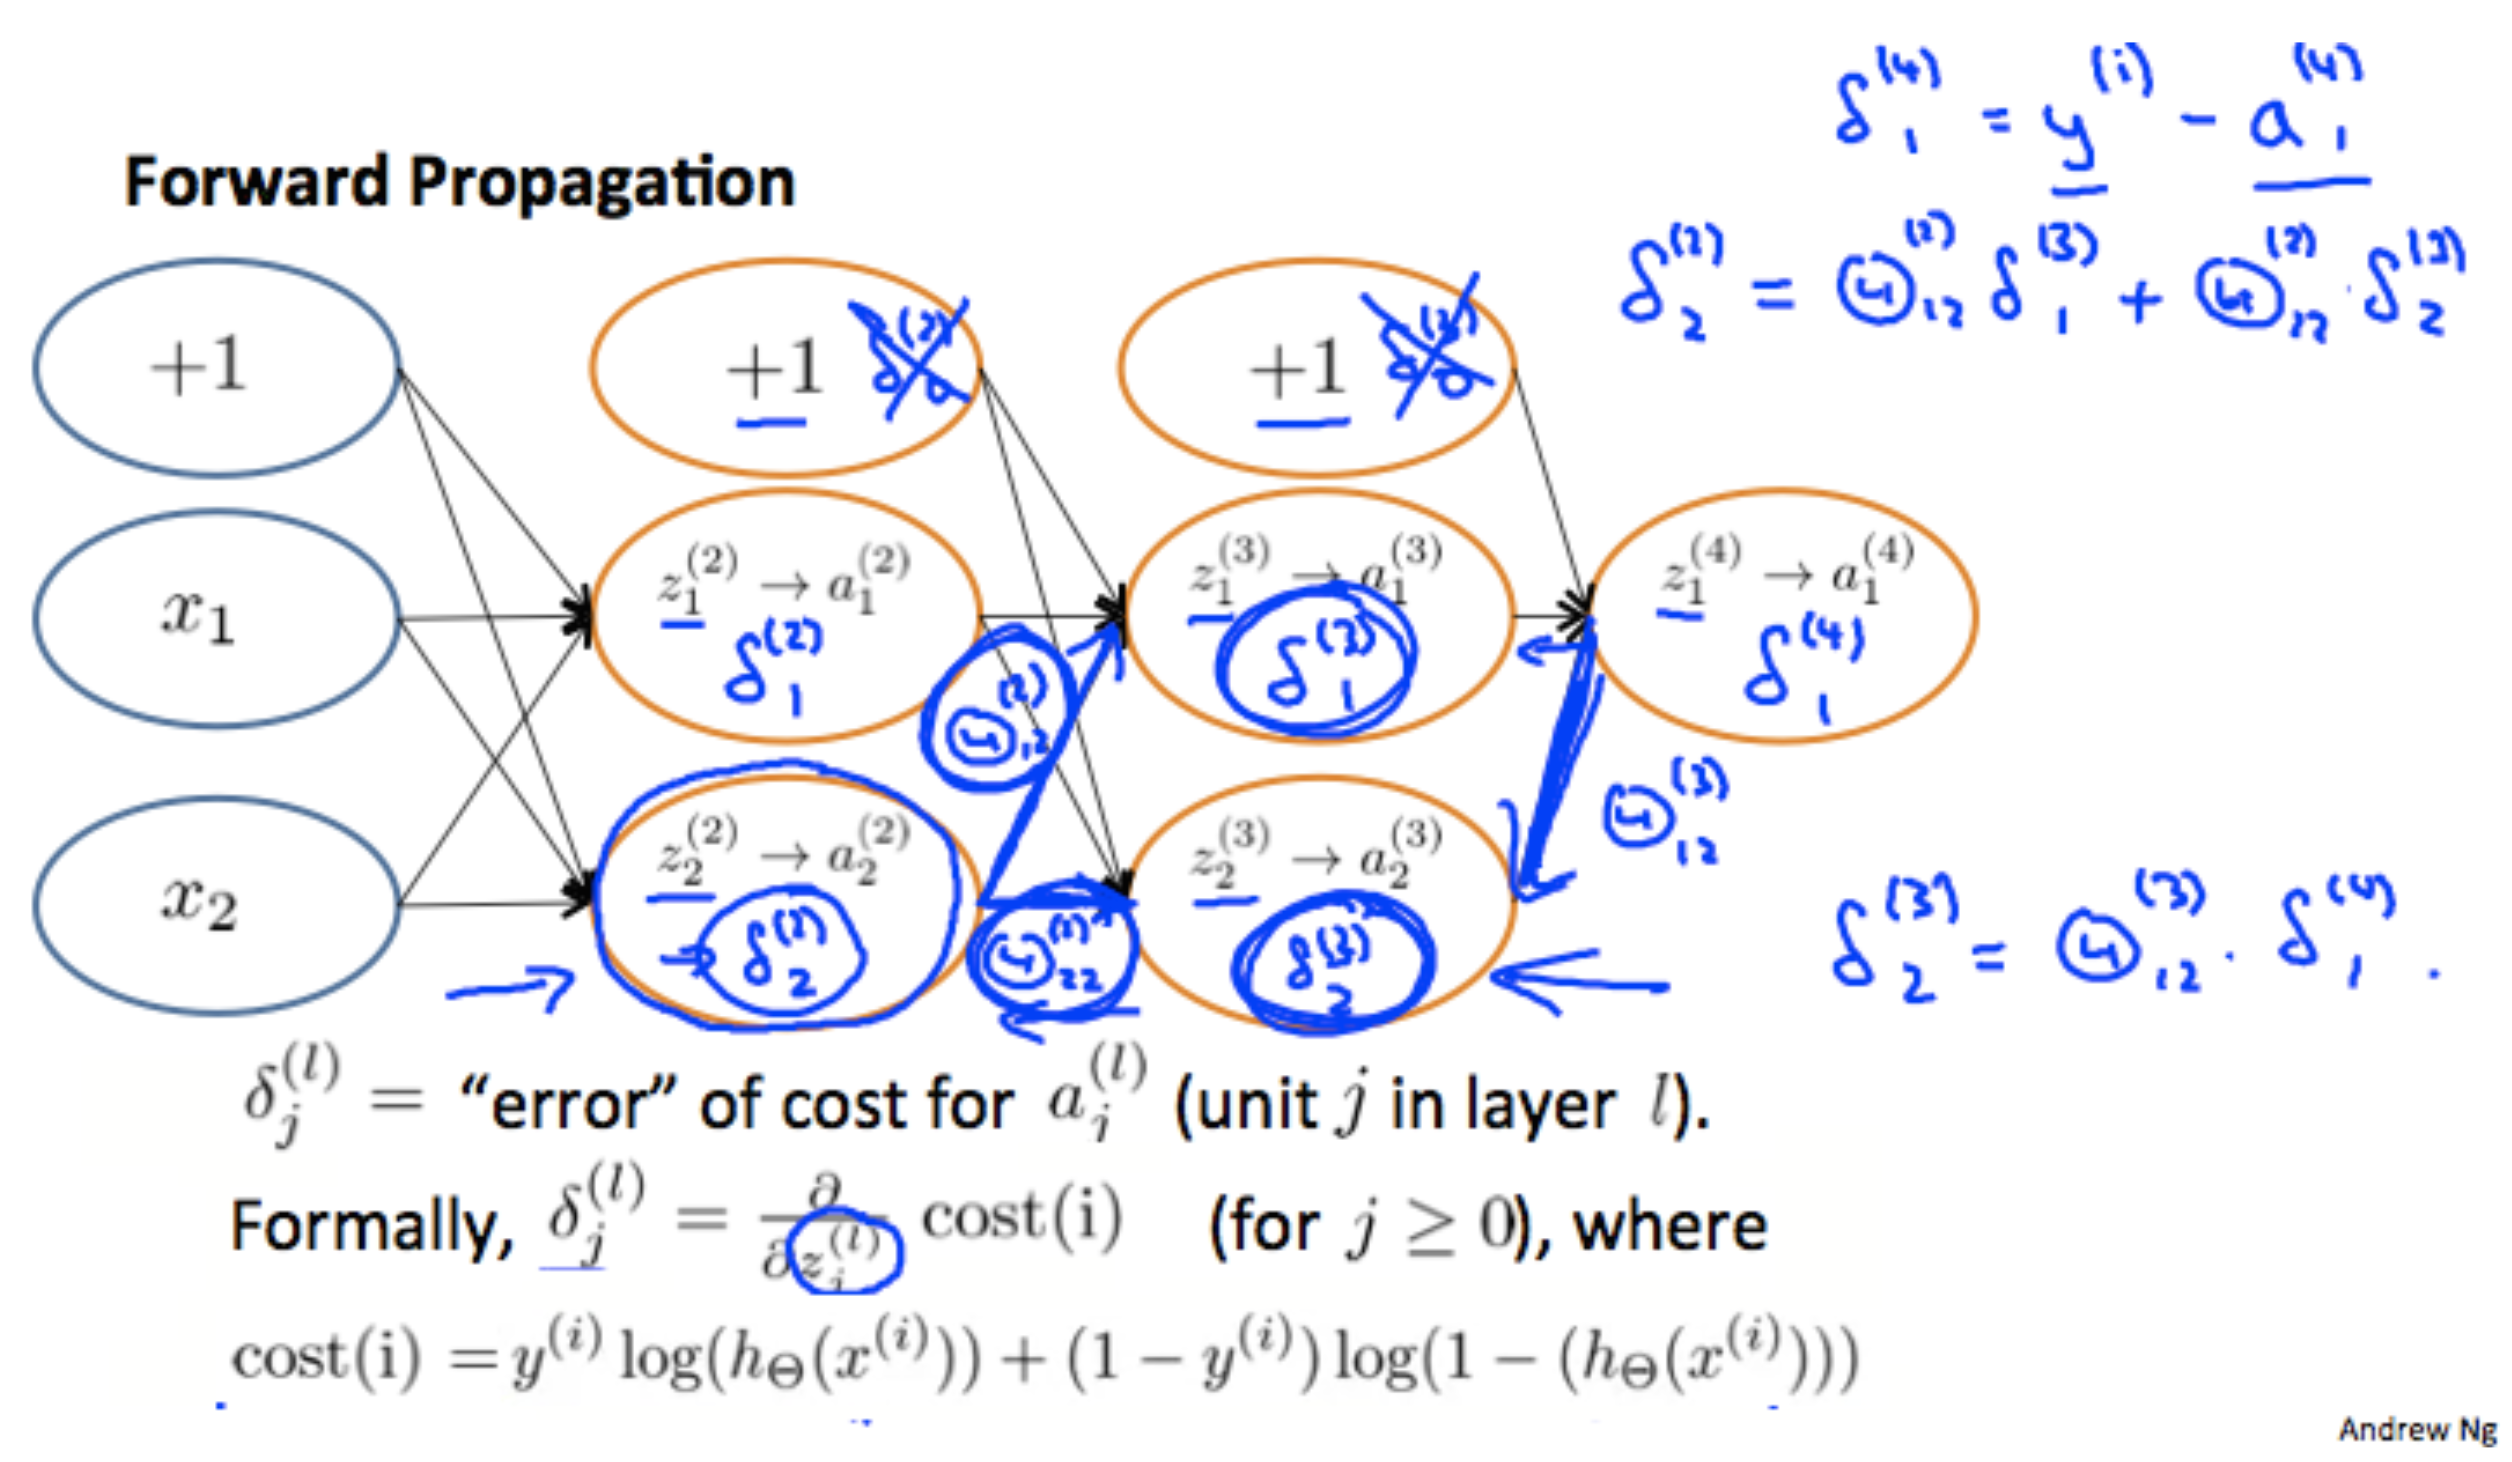 δ₁⁽⁴⁾ = y⁽ⁱ⁾ - a₁⁽⁴⁾
Forward Propagation
δ₂⁽²⁾ = Θ₁₂⁽²⁾ δ₁⁽³⁾ + Θ₂₂⁽²⁾ · δ₂⁽³⁾
+1 +1 +1
x₁ z₁⁽²⁾ → a₁⁽²⁾ z₁⁽³⁾ → a₁⁽³⁾ z₁⁽⁴⁾ → a₁⁽⁴⁾
δ₁⁽²⁾ Θ₁₂⁽²⁾ δ₁⁽³⁾ δ₁⁽⁴⁾
Θ₁₂⁽³⁾
x₂ z₂⁽²⁾ → a₂⁽²⁾ z₂⁽³⁾ → a₂⁽³⁾
→ δ₂⁽²⁾ Θ₂₂⁽²⁾ δ₂⁽³⁾ δ₂⁽³⁾ = Θ₁₂⁽³⁾ · δ₁⁽⁴⁾ .
δⱼ⁽ˡ⁾ = “error” of cost for aⱼ⁽ˡ⁾ (unit j in layer l).
Formally, δⱼ⁽ˡ⁾ = ∂/∂zⱼ⁽ˡ⁾ cost(i) (for j ≥ 0), where
cost(i) = y⁽ⁱ⁾ log(h_Θ(x⁽ⁱ⁾)) + (1 − y⁽ⁱ⁾) log(1 − (h_Θ(x⁽ⁱ⁾)))
Andrew Ng